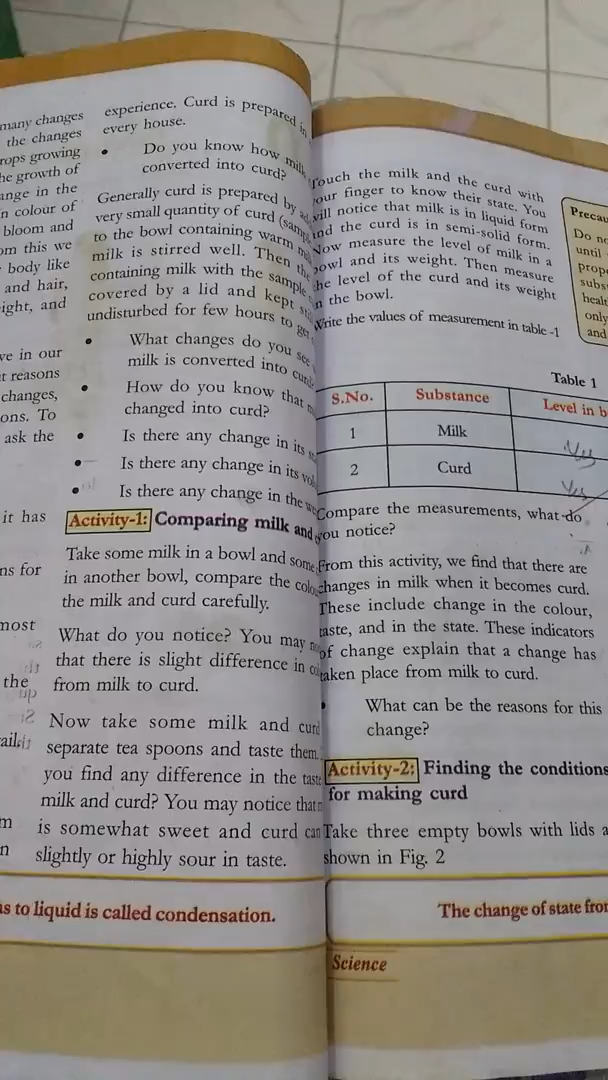 many changes
the changes
rops growing
he growth of
ange in the
n colour of
bloom and
om this we
body like
and hair,
ight, and
ve in our
t reasons
changes,
ons. To
ask the
it has
ns for
most
the
up
m
n
experience. Curd is prepared in
every house.
• Do you know how milk
converted into curd?
Generally curd is prepared by
very small quantity of curd
to the bowl containing warm
milk is stirred well. Then
containing milk with the sample
covered by a lid and kept
undisturbed for few hours to
• What changes do you see
milk is converted into
• How do you know that
changed into curd?
• Is there any change in its
• Is there any change in its
• Is there any change in the
Activity-1: Comparing milk and
Take some milk in a bowl and some
in another bowl, compare the
the milk and curd carefully.
What do you notice? You may
that there is slight difference in
from milk to curd.
Now take some milk and curd
separate tea spoons and taste them.
you find any difference in the taste
milk and curd? You may notice that
is somewhat sweet and curd can
slightly or highly sour in taste.
as to liquid is called condensation.
Touch the milk and the curd with
your finger to know their state. You
will notice that milk is in liquid form
and the curd is in semi-solid form.
Now measure the level of milk in a
bowl and its weight. Then measure
the level of the curd and its weight
in the bowl.
Write the values of measurement in table -1
Precau
Do no
until
prope
subs
healt
only
and
Table 1
S.No. Substance Level in b
1 Milk Yes
2 Curd Yes
Compare the measurements, what do
you notice?
From this activity, we find that there are
changes in milk when it becomes curd.
These include change in the colour,
taste, and in the state. These indicators
of change explain that a change has
taken place from milk to curd.
• What can be the reasons for this
change?
Activity-2: Finding the conditions
for making curd
Take three empty bowls with lids a
shown in Fig. 2
The change of state fro
Science